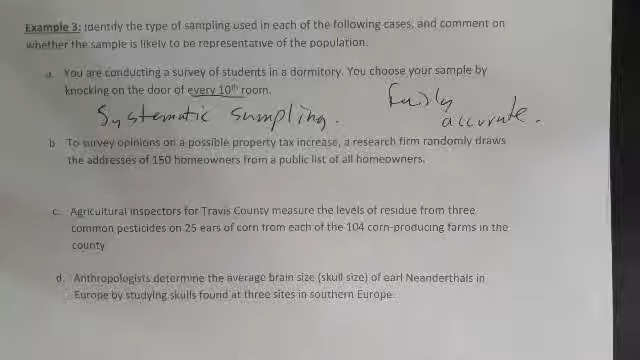 Example 3: Identify the type of sampling used in each of the following cases, and comment on
whether the sample is likely to be representative of the population.
a. You are conducting a survey of students in a dormitory. You choose your sample by
knocking on the door of every 10th room.
Systematic sampling. fairly
accurate.
b To survey opinions on a possible property tax increase, a research firm randomly draws
the addresses of 150 homeowners from a public list of all homeowners.
c. Agricultural inspectors for Travis County measure the levels of residue from three
common pesticides on 25 ears of corn from each of the 104 corn-producing farms in the
county
d. Anthropologists determine the average brain size (skull size) of earl Neanderthals in
Europe by studying skulls found at three sites in southern Europe.